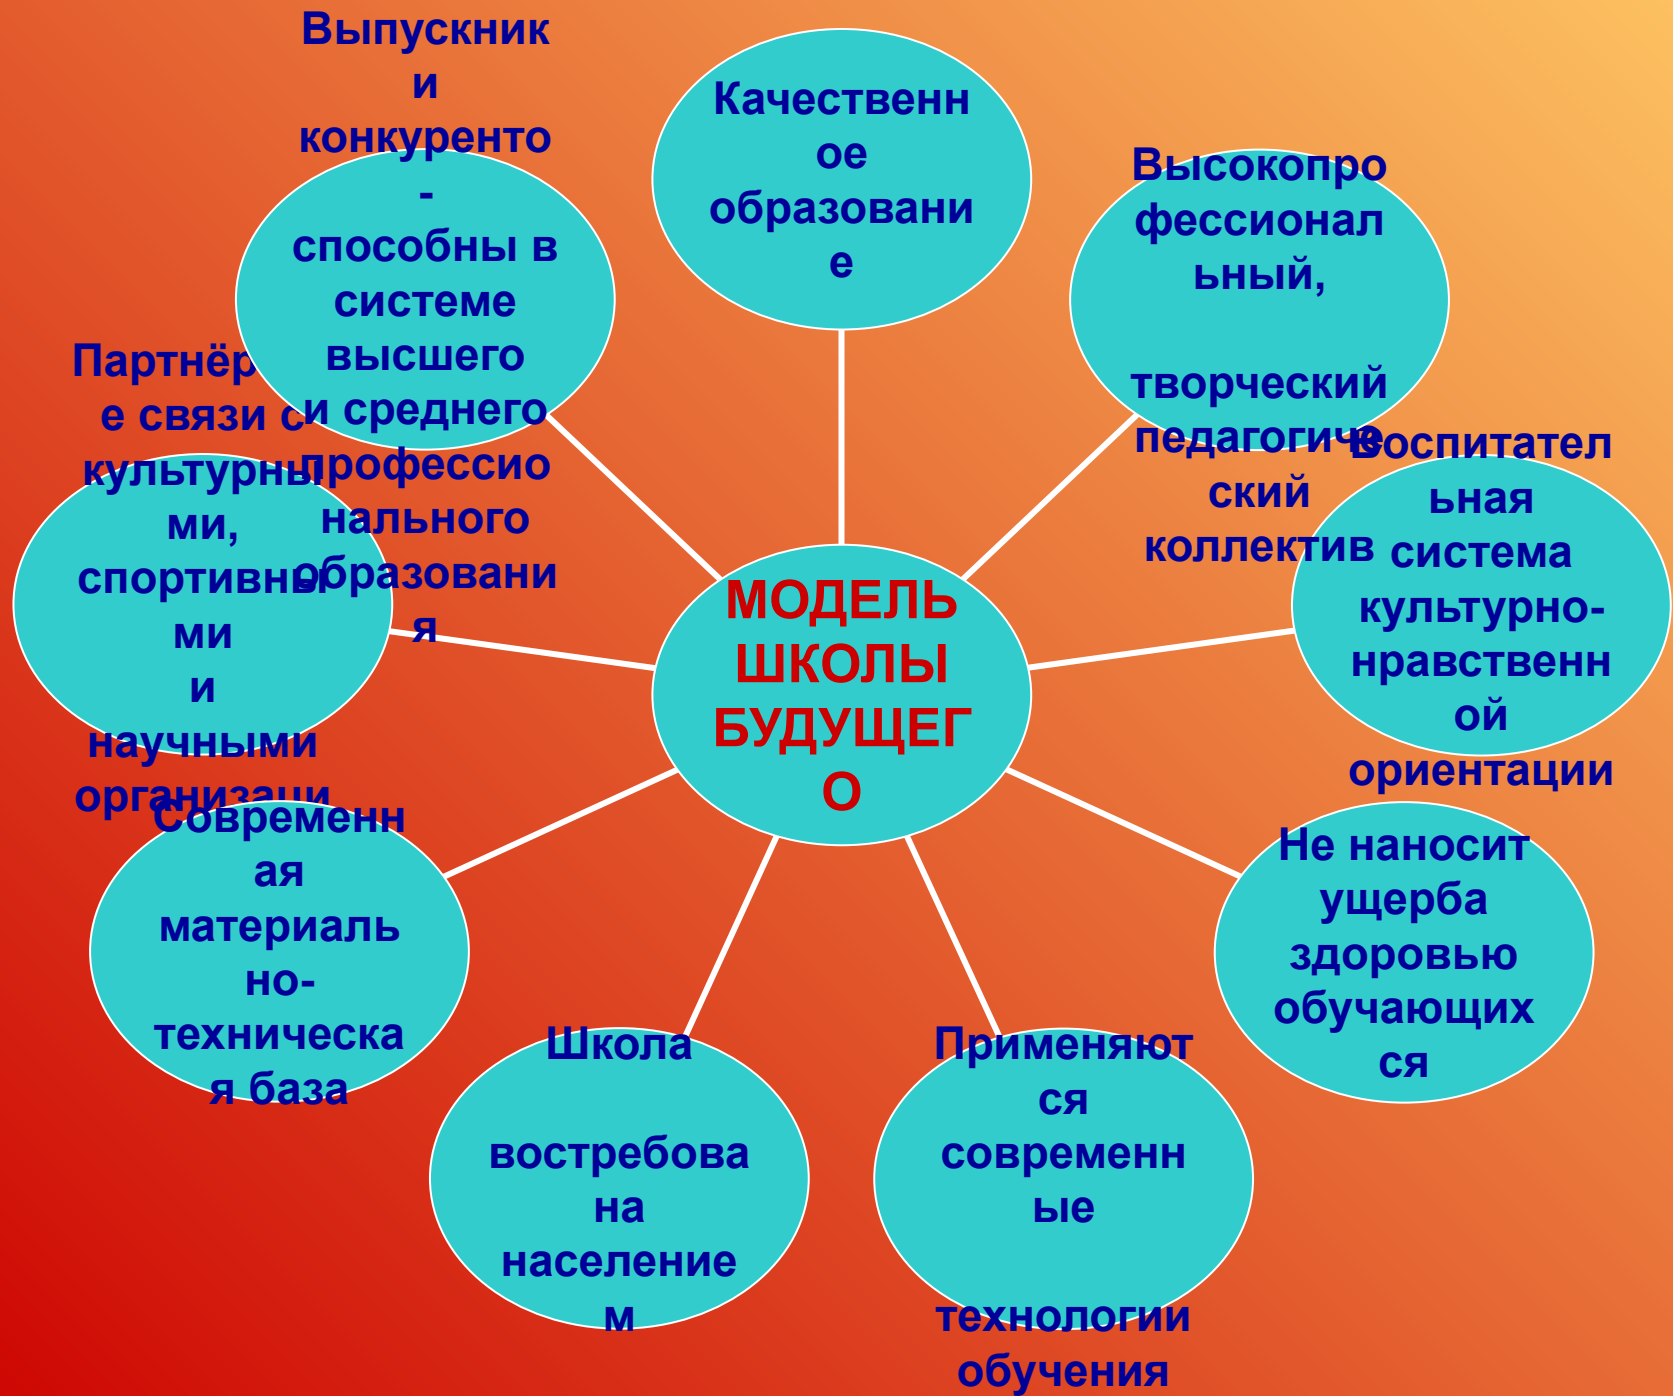 Выпускник
и
конкуренто
-
способны в
системе
высшего
и среднего
профессио
нального
образовани
я
Качественн
ое
образовани
е
Высокопро
фессионал
ьный,
творческий
педагогиче
ский
коллектив
Воспитател
ьная
система
культурно-
нравственн
ой
ориентации
Не наносит
ущерба
здоровью
обучающих
ся
Применяют
ся
современн
ые
технологии
обучения
Школа
востребова
на
население
м
Современн
ая
материаль
но-
техническа
я база
Партнёр
е связи с
культурны
ми,
спортивны
ми
и
научными
организаци
МОДЕЛЬ
ШКОЛЫ
БУДУЩЕГ
О